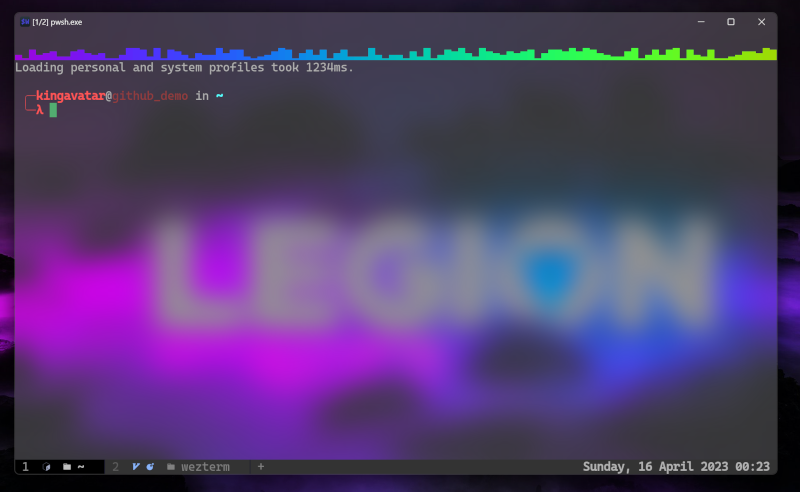 [1/2] pwsh.exe
Loading personal and system profiles took 1234ms.
kingavatar@github_demo in ~
λ
LEGION
1 ~ 2 wezterm + Sunday, 16 April 2023 00:23